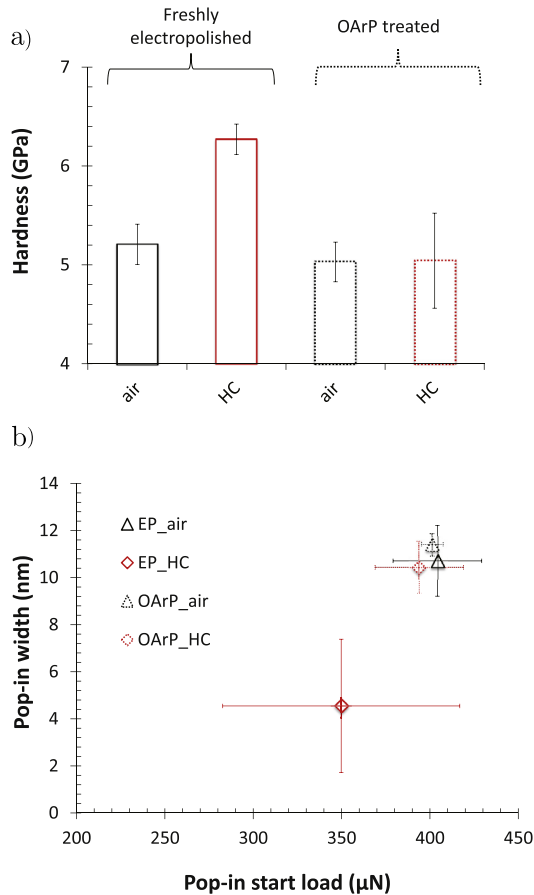 a)
Freshly
electropolished
OArP treated
7
6
5
4
Hardness (GPa)
air
HC
air
HC
b)
14
12
10
8
6
4
2
0
Pop-in width (nm)
EP_air
EP_HC
OArP_air
OArP_HC
200 250 300 350 400 450
Pop-in start load (μN)